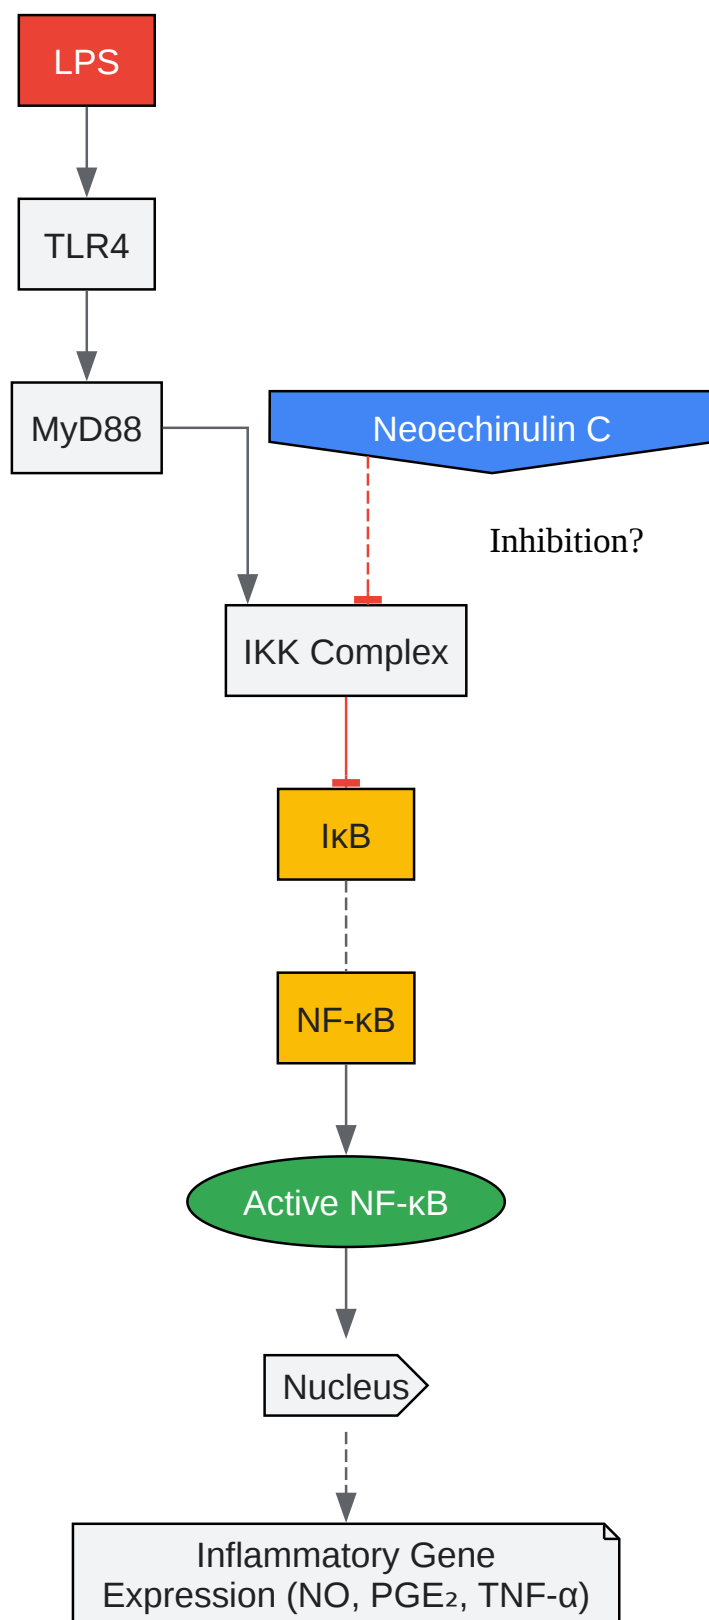 LPS
TLR4
MyD88
Neoechinulin C
Inhibition?
IKK Complex
IκB
NF-κB
Active NF-κB
Nucleus
Inflammatory Gene
Expression (NO, PGE₂, TNF-α)